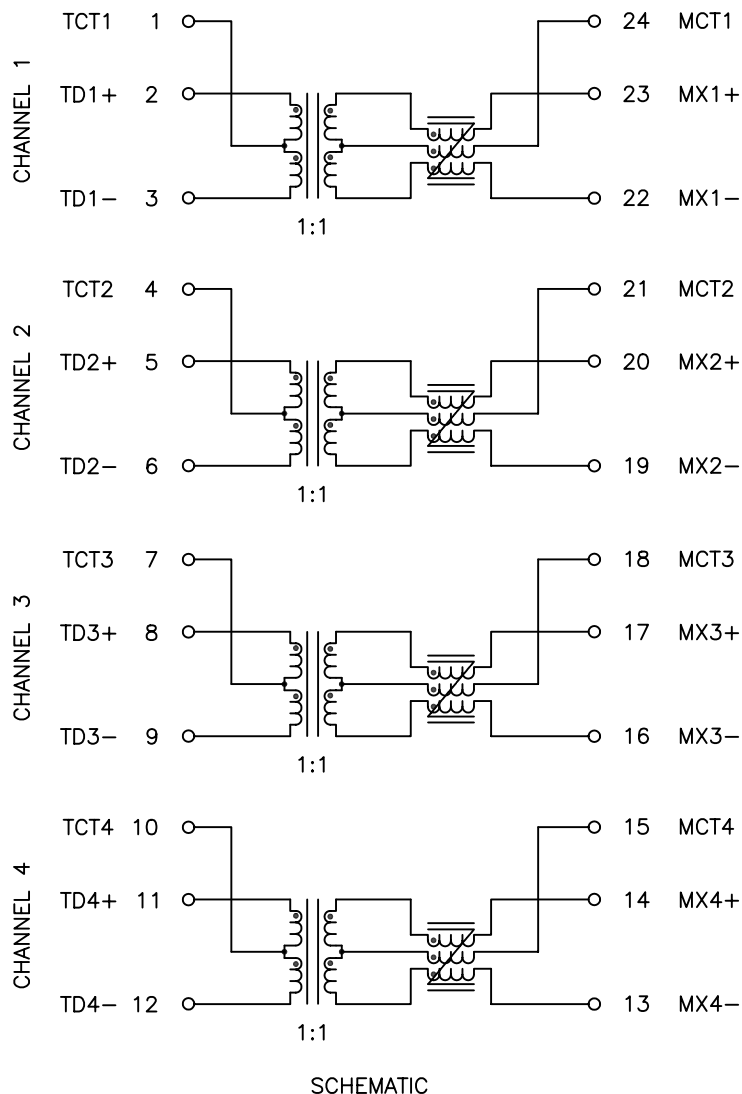 CHANNEL 1
TCT1 1 24 MCT1
TD1+ 2 23 MX1+
TD1− 3 22 MX1−
1:1
CHANNEL 2
TCT2 4 21 MCT2
TD2+ 5 20 MX2+
TD2− 6 19 MX2−
1:1
CHANNEL 3
TCT3 7 18 MCT3
TD3+ 8 17 MX3+
TD3− 9 16 MX3−
1:1
CHANNEL 4
TCT4 10 15 MCT4
TD4+ 11 14 MX4+
TD4− 12 13 MX4−
1:1
SCHEMATIC